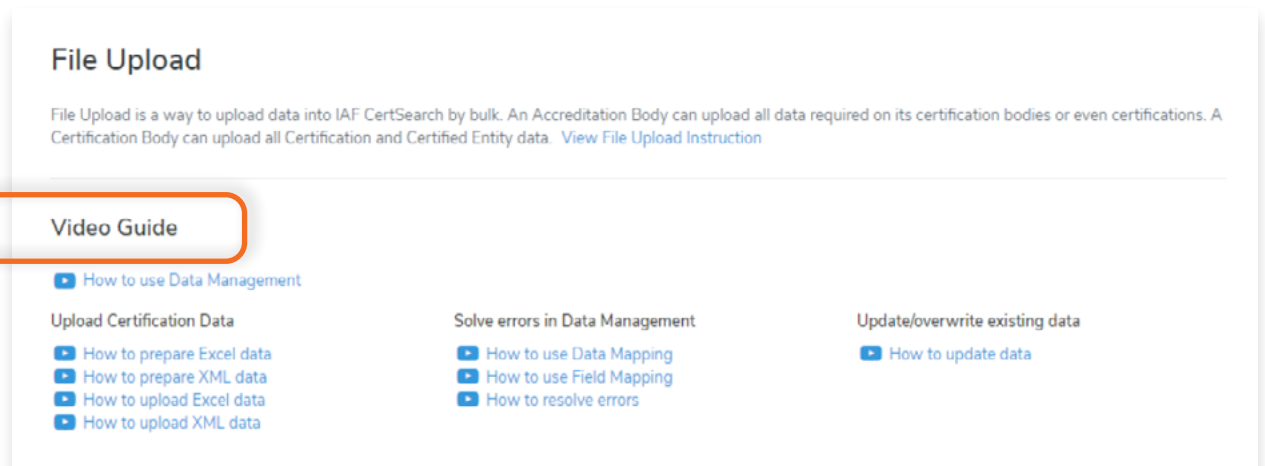 File Upload
File Upload is a way to upload data into IAF CertSearch by bulk. An Accreditation Body can upload all data required on its certification bodies or even certifications. A
Certification Body can upload all Certification and Certified Entity data. View File Upload Instruction
Video Guide
How to use Data Management
Upload Certification Data
How to prepare Excel data
How to prepare XML data
How to upload Excel data
How to upload XML data
Solve errors in Data Management
How to use Data Mapping
How to use Field Mapping
How to resolve errors
Update/overwrite existing data
How to update data